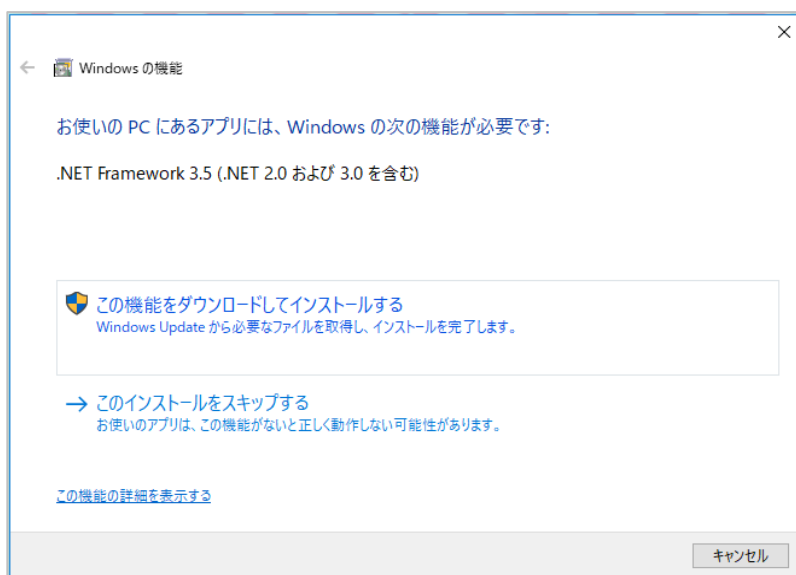 Windows の機能
お使いの PC にあるアプリには、Windows の次の機能が必要です:
.NET Framework 3.5 (.NET 2.0 および 3.0 を含む)
この機能をダウンロードしてインストールする
Windows Update から必要なファイルを取得し、インストールを完了します。
このインストールをスキップする
お使いのアプリは、この機能がないと正しく動作しない可能性があります。
この機能の詳細を表示する
キャンセル